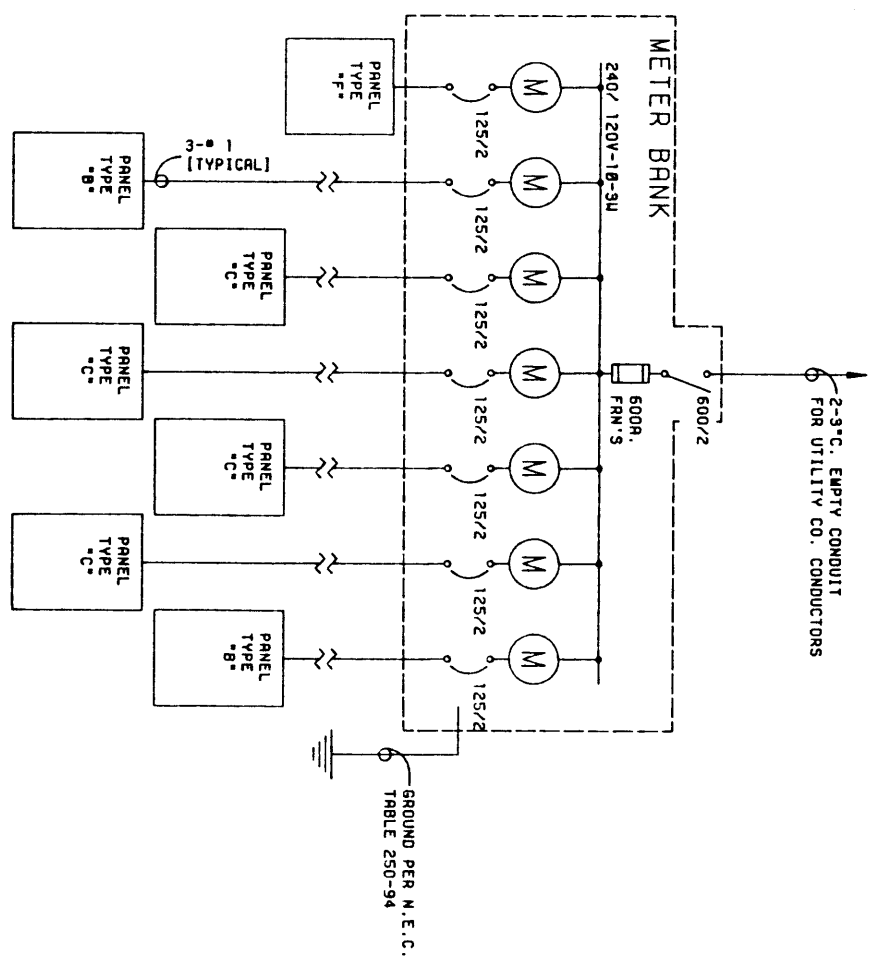 2-3"C. EMPTY CONDUIT
FOR UTILITY CO. CONDUCTORS
600/2
METER BANK
600A.
FRN'S
240/ 120V-1Ø-3W
M
M
M
M
M
M
M
125/2
125/2
125/2
125/2
125/2
125/2
125/2
GROUND PER N.E.C.
TABLE 250-94
PANEL
TYPE
"F"
3-# 1
[TYPICAL]
PANEL
TYPE
"B"
PANEL
TYPE
"C"
PANEL
TYPE
"C"
PANEL
TYPE
"C"
PANEL
TYPE
"C"
PANEL
TYPE
"B"